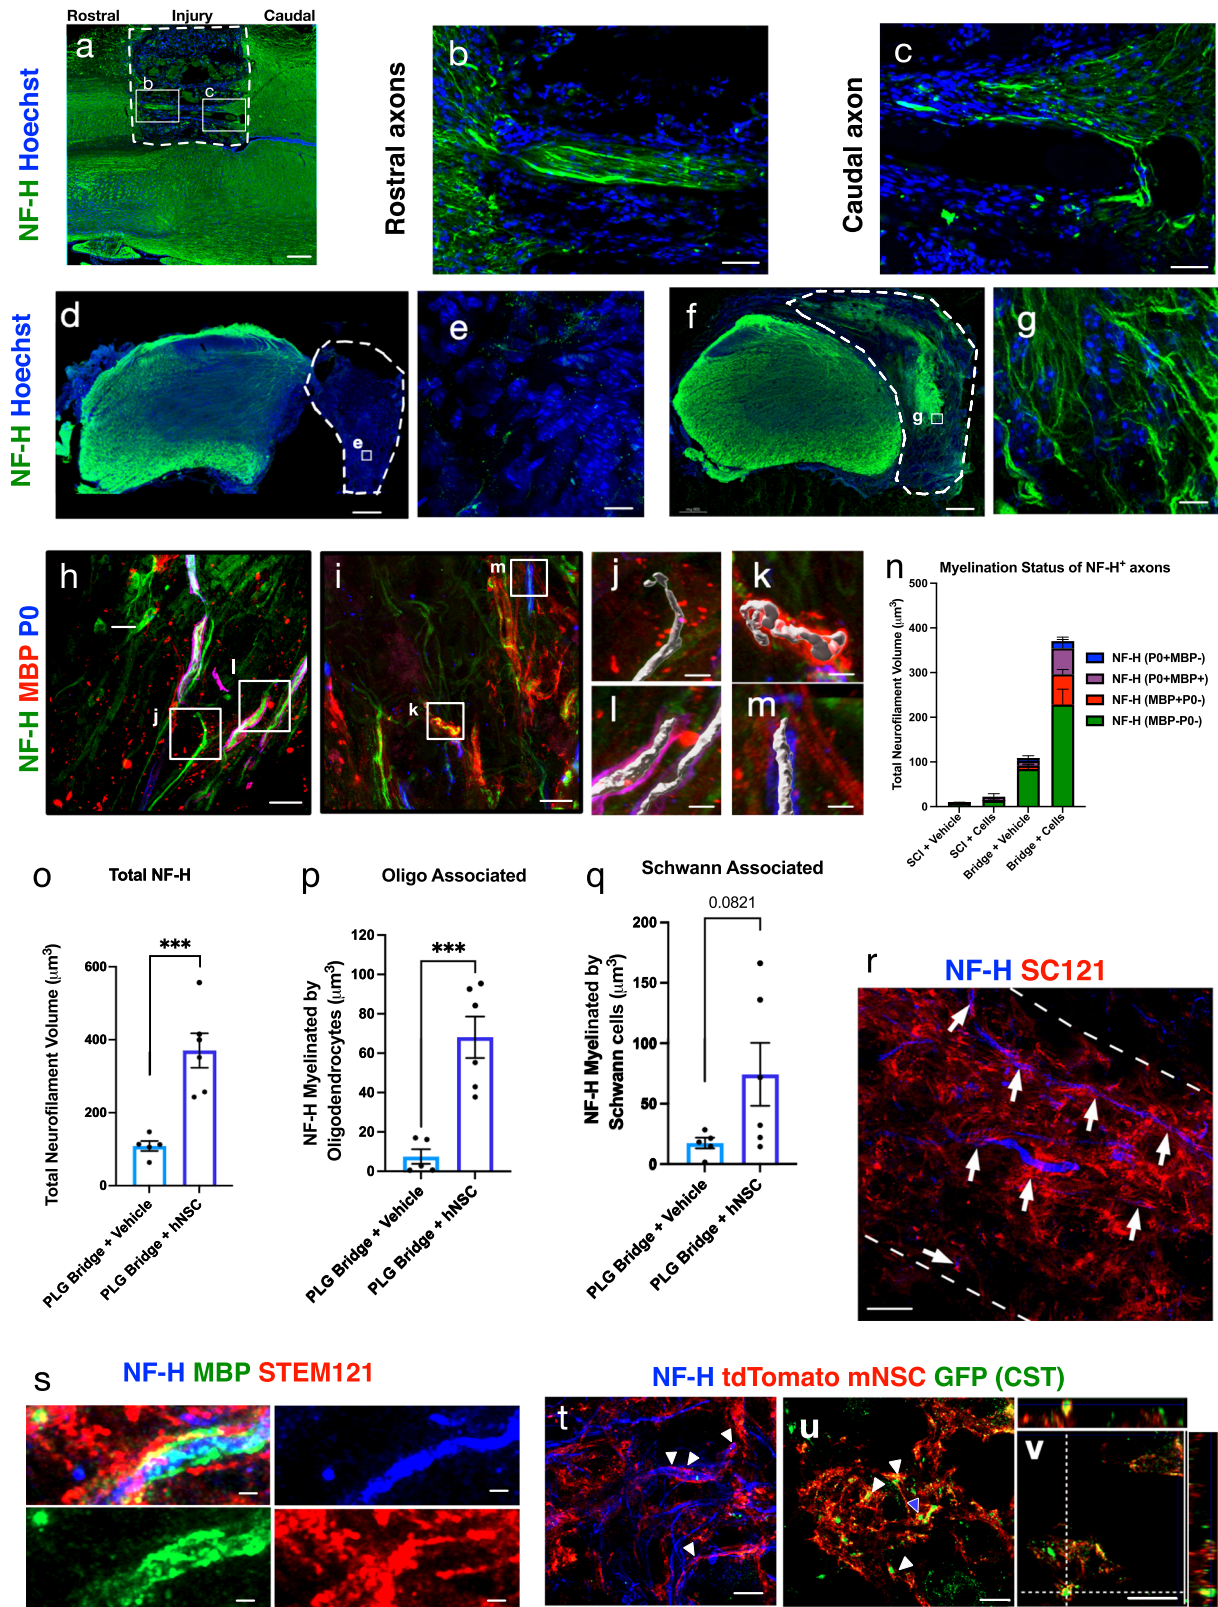 Rostral Injury Caudal
a
b
c
NF-H Hoechst
Rostral axons
b
Caudal axon
c
NF-H Hoechst
d
e
e
f
g
g
NF-H MBP P0
h
j
l
i
m
k
j
k
l
m
n
Myelination Status of NF-H+ axons
Total Neurofilament Volume (μm³)
500
400
300
200
100
0
SCI + Vehicle
SCI + Cells
Bridge + Vehicle
Bridge + Cells
NF-H (P0+MBP-)
NF-H (P0+MBP+)
NF-H (MBP+P0-)
NF-H (MBP-P0-)
o
Total NF-H
Total Neurofilament Volume (μm³)
600
400
200
0
***
PLG Bridge + Vehicle
PLG Bridge + hNSC
p
Oligo Associated
NF-H Myelinated by
Oligodendrocytes (μm³)
120
100
80
60
40
20
0
***
PLG Bridge + Vehicle
PLG Bridge + hNSC
q
Schwann Associated
0.0821
NF-H Myelinated by
Schwann cells (μm³)
200
150
100
50
0
PLG Bridge + Vehicle
PLG Bridge + hNSC
r
NF-H SC121
s
NF-H MBP STEM121
NF-H tdTomato mNSC GFP (CST)
t
u
v